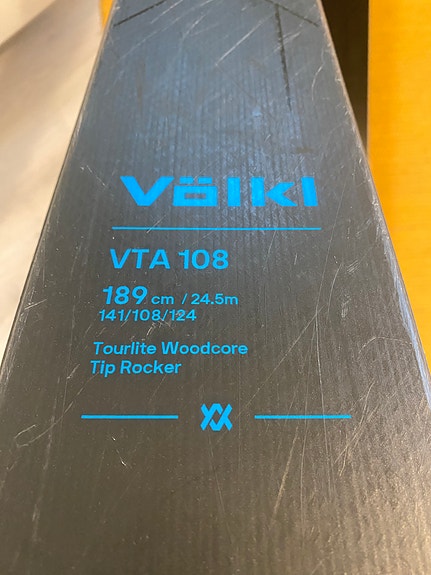 Völkl
VTA 108
189 cm / 24.5m
141/108/124
Tourlite Woodcore
Tip Rocker